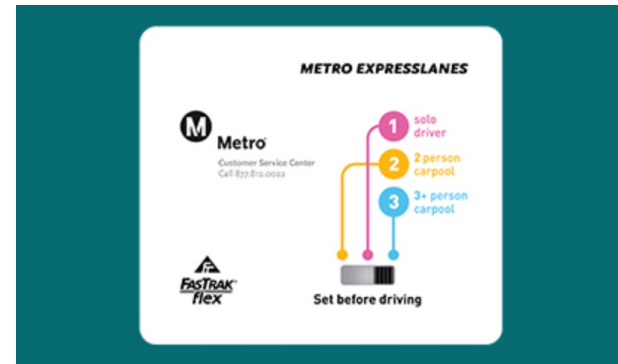 METRO EXPRESSLANES
M
Metro
Customer Service Center
Call 877.812.0022
1 solo
driver
2 2 person
carpool
3 3+ person
carpool
FASTRAK
flex
Set before driving